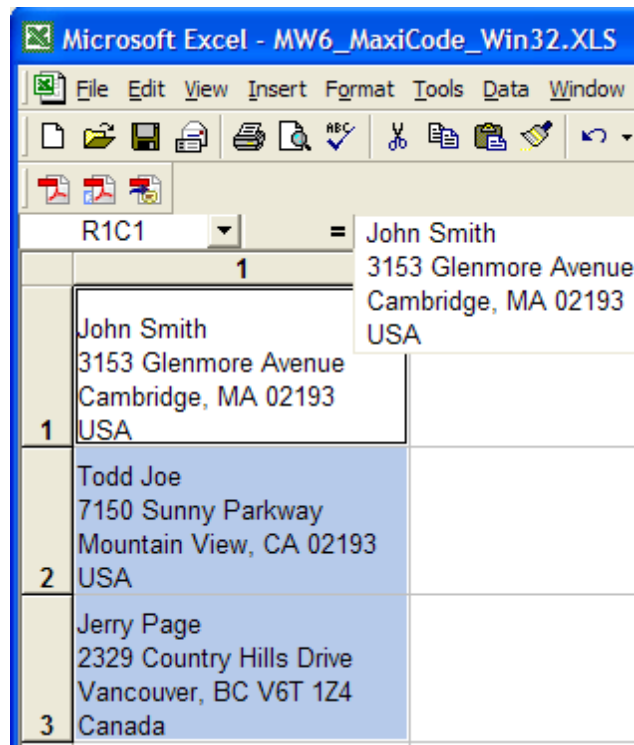 Microsoft Excel - MW6_MaxiCode_Win32.XLS
File Edit View Insert Format Tools Data Window
ABC
R1C1 = John Smith
3153 Glenmore Avenue
Cambridge, MA 02193
USA
1
John Smith
3153 Glenmore Avenue
Cambridge, MA 02193
1 USA
Todd Joe
7150 Sunny Parkway
Mountain View, CA 02193
2 USA
Jerry Page
2329 Country Hills Drive
Vancouver, BC V6T 1Z4
3 Canada